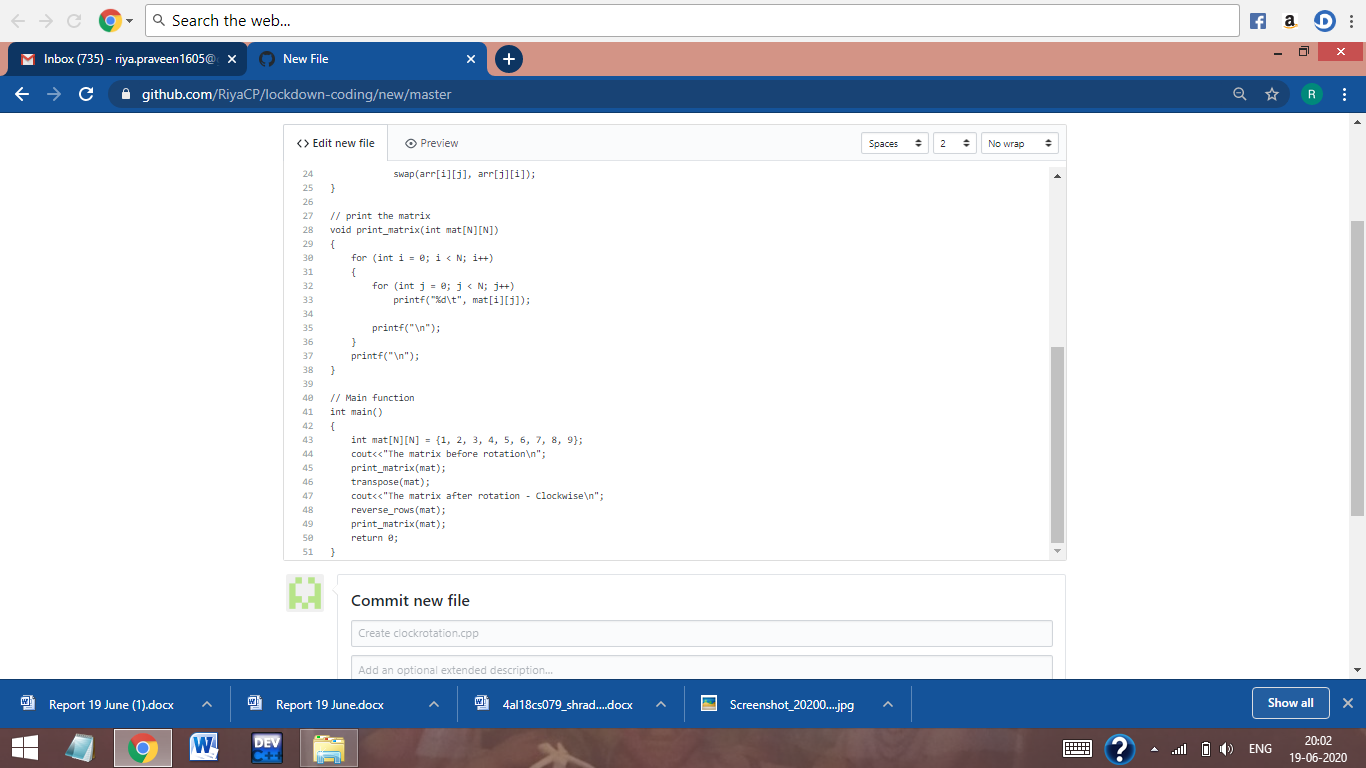 Search the web...
Inbox (735) - riya.praveen1605@
New File
github.com/RiyaCP/lockdown-coding/new/master
R
Edit new file
Preview
Spaces
2
No wrap
24 swap(arr[i][j], arr[j][i]);
25 }
26
27 // print the matrix
28 void print_matrix(int mat[N][N])
29 {
30 for (int i = 0; i < N; i++)
31 {
32 for (int j = 0; j < N; j++)
33 printf("%d\t", mat[i][j]);
34
35 printf("\n");
36 }
37 printf("\n");
38 }
39
40 // Main function
41 int main()
42 {
43 int mat[N][N] = {1, 2, 3, 4, 5, 6, 7, 8, 9};
44 cout<<"The matrix before rotation\n";
45 print_matrix(mat);
46 transpose(mat);
47 cout<<"The matrix after rotation - Clockwise\n";
48 reverse_rows(mat);
49 print_matrix(mat);
50 return 0;
51 }
Commit new file
Create clockrotation.cpp
Add an optional extended description...
Report 19 June (1).docx
Report 19 June.docx
4al18cs079_shrad....docx
Screenshot_20200....jpg
Show all
DEV C++
ENG
20:02
19-06-2020